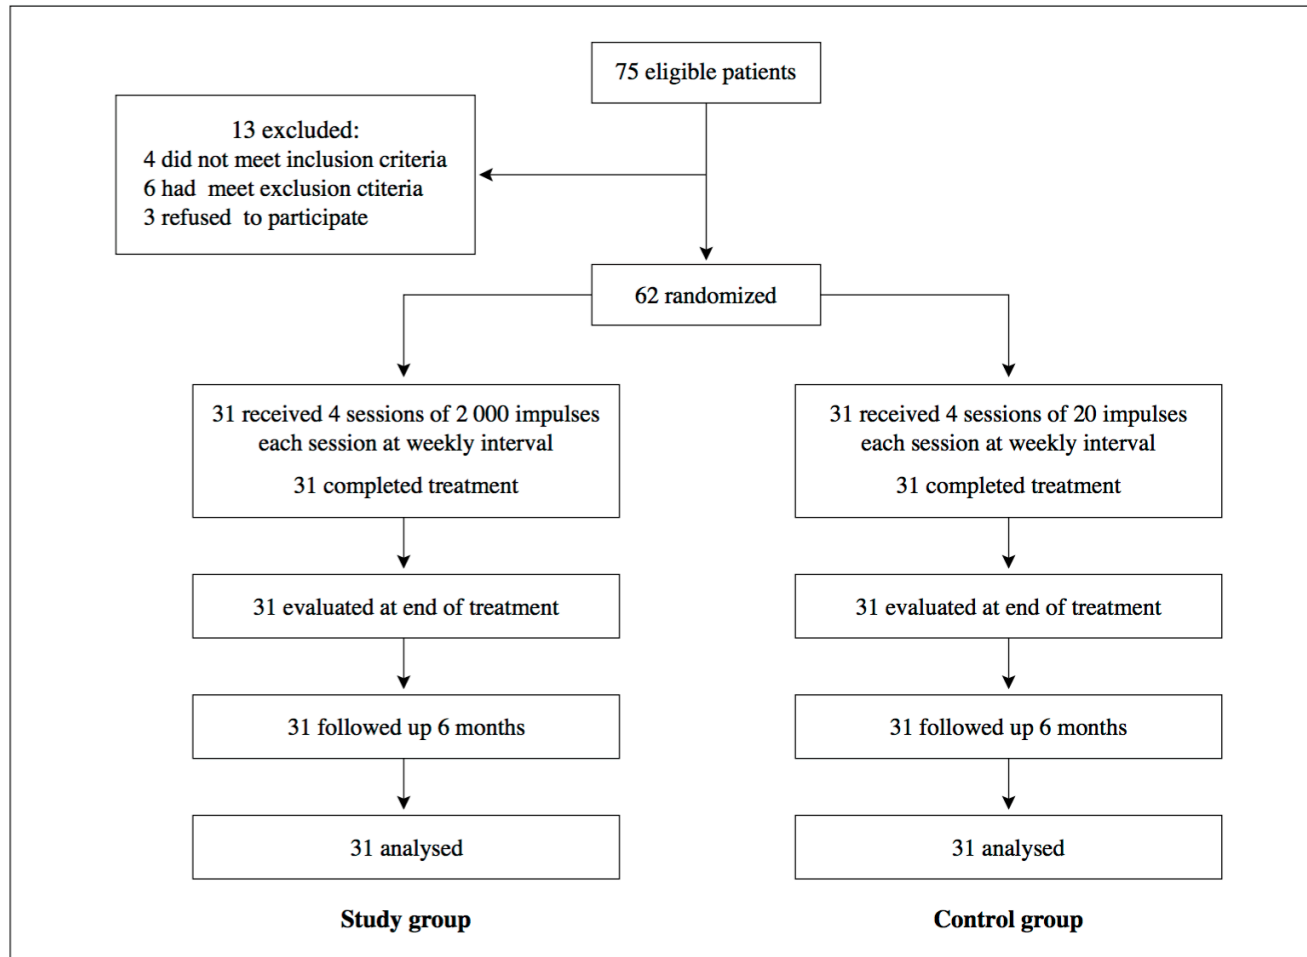 75 eligible patients
13 excluded:
4 did not meet inclusion criteria
6 had meet exclusion ctiteria
3 refused to participate
62 randomized
31 received 4 sessions of 2 000 impulses
each session at weekly interval
31 completed treatment
31 received 4 sessions of 20 impulses
each session at weekly interval
31 completed treatment
31 evaluated at end of treatment
31 evaluated at end of treatment
31 followed up 6 months
31 followed up 6 months
31 analysed
31 analysed
Study group
Control group